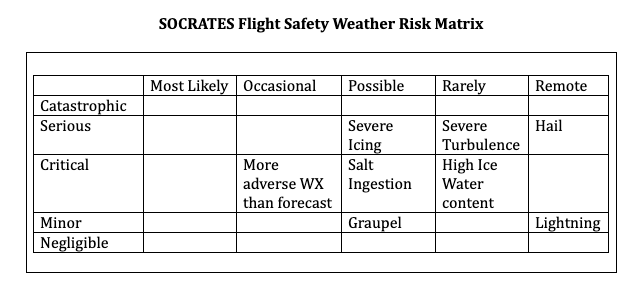 SOCRATES Flight Safety Weather Risk Matrix
Most Likely Occasional Possible Rarely Remote
Catastrophic
Serious Severe Severe Hail
Icing Turbulence
Critical More Salt High Ice
adverse WX Ingestion Water
than forecast content
Minor Graupel Lightning
Negligible